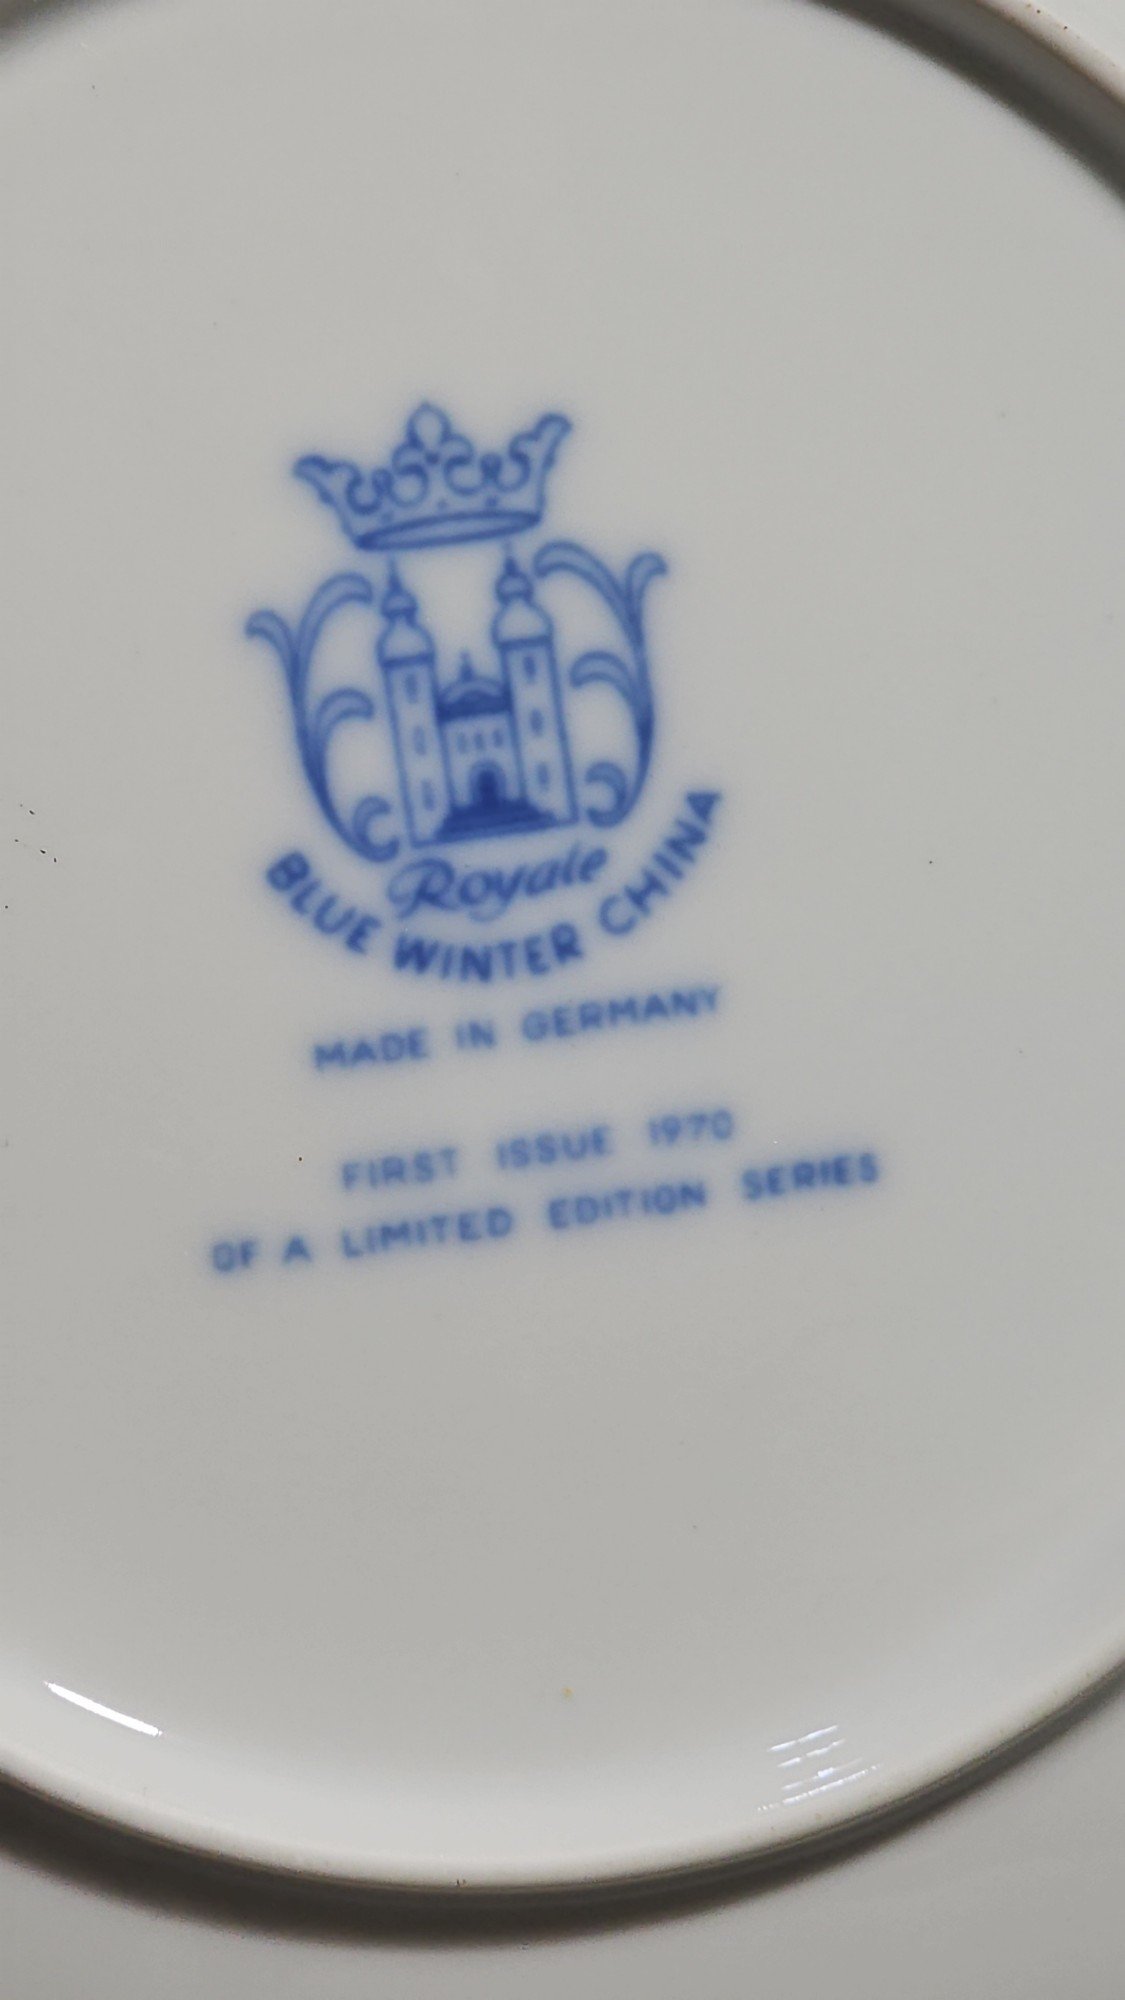 Royale
BLUE WINTER CHINA
MADE IN GERMANY
FIRST ISSUE 1970
OF A LIMITED EDITION SERIES